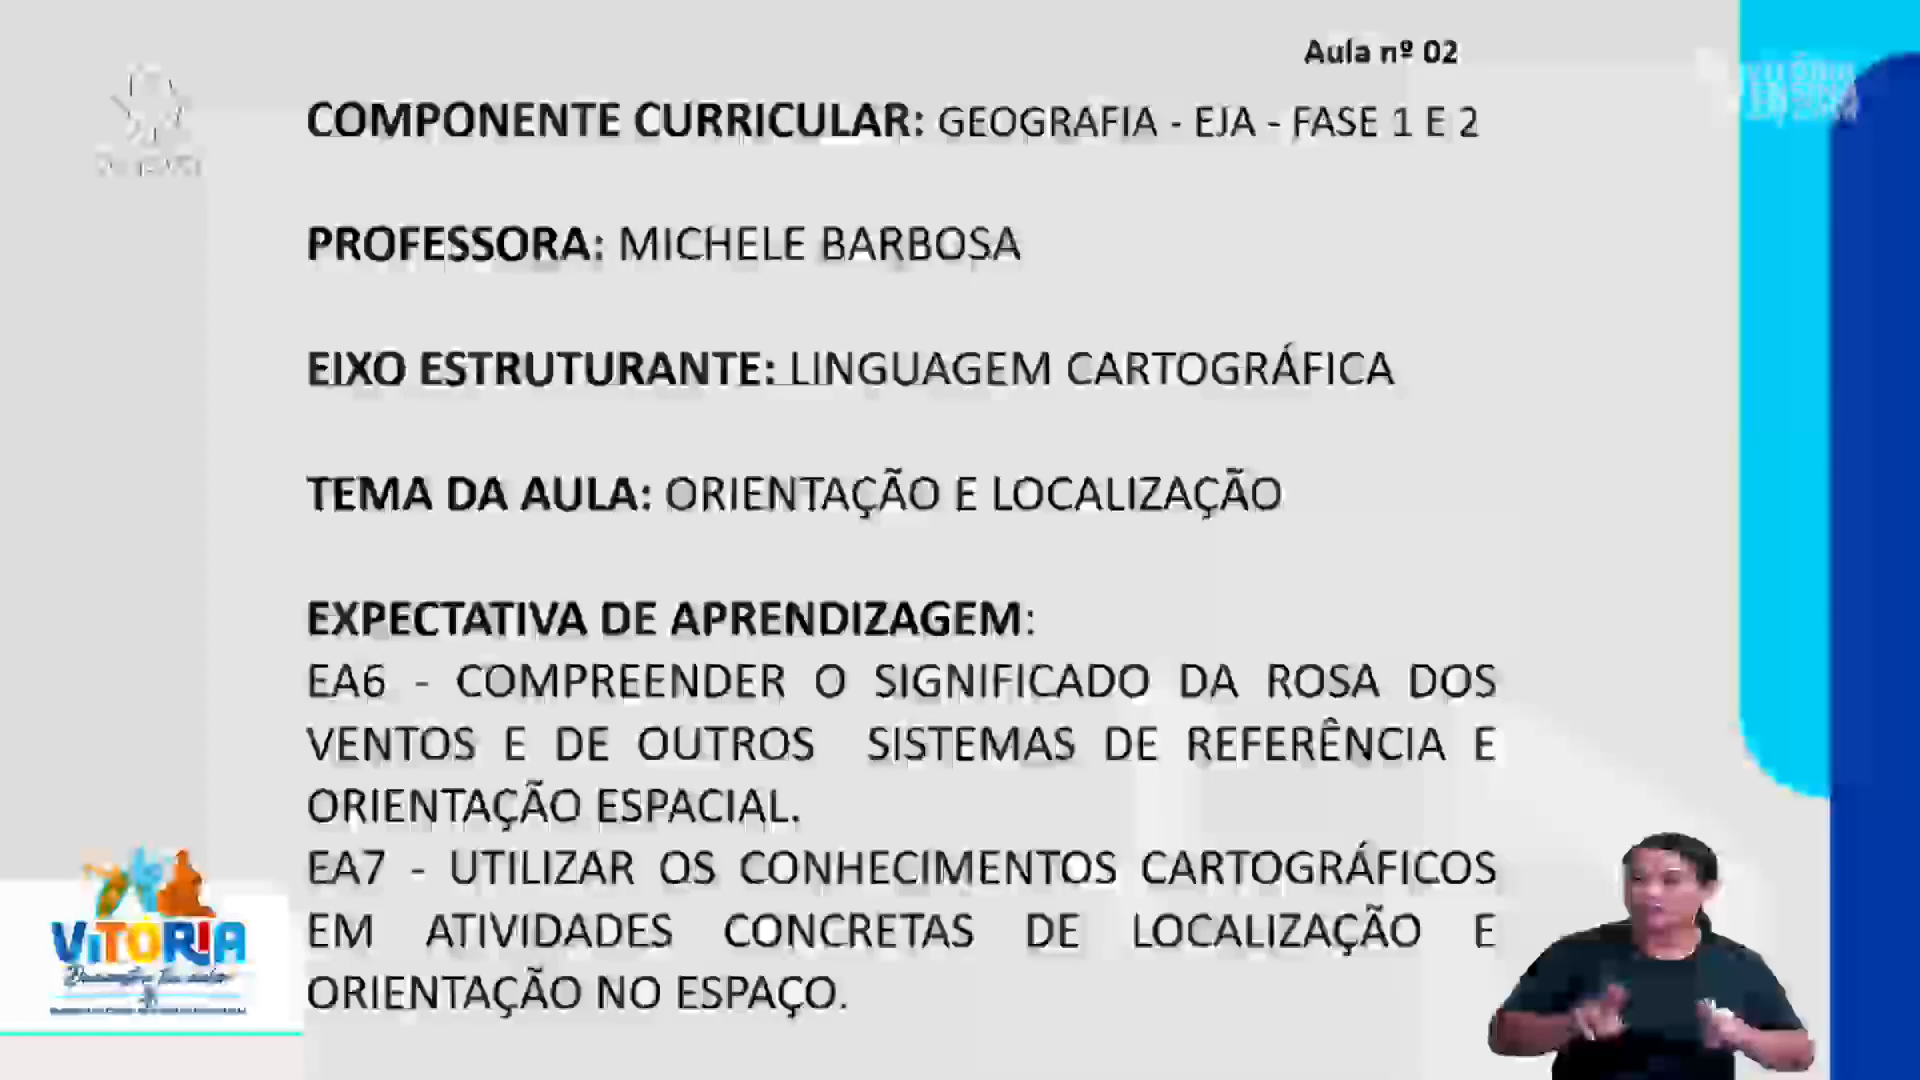 Aula nº 02
COMPONENTE CURRICULAR: GEOGRAFIA - EJA - FASE 1 E 2
PROFESSORA: MICHELE BARBOSA
EIXO ESTRUTURANTE: LINGUAGEM CARTOGRÁFICA
TEMA DA AULA: ORIENTAÇÃO E LOCALIZAÇÃO
EXPECTATIVA DE APRENDIZAGEM:
EA6 - COMPREENDER O SIGNIFICADO DA ROSA DOS
VENTOS E DE OUTROS SISTEMAS DE REFERÊNCIA E
ORIENTAÇÃO ESPACIAL.
EA7 - UTILIZAR OS CONHECIMENTOS CARTOGRÁFICOS
EM ATIVIDADES CONCRETAS DE LOCALIZAÇÃO E
ORIENTAÇÃO NO ESPAÇO.
VITÓRIA